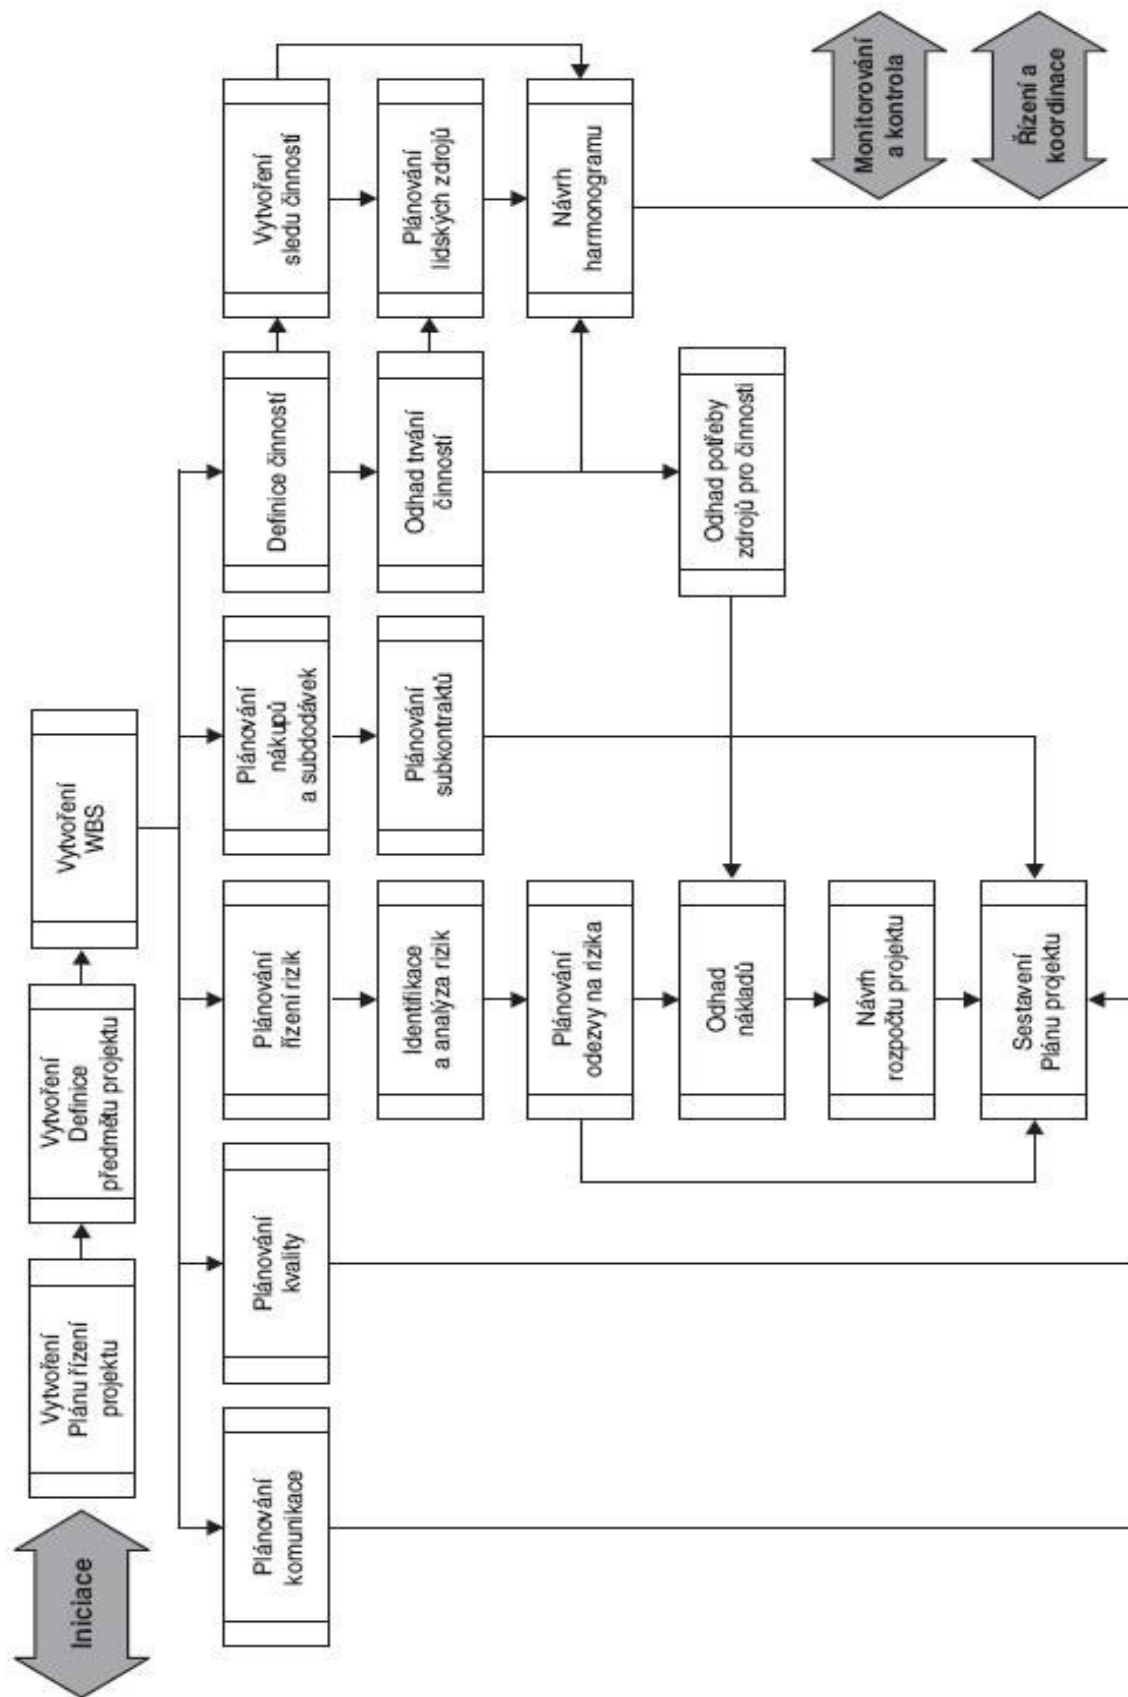 Iniciace
Vytvoření
Plánu řízení
projektu
Vytvoření
Definice
předmětu projektu
Vytvoření
WBS
Plánování
komunikace
Plánování
kvality
Plánování
řízení rizik
Plánování
nákupů
a subdodávek
Definice činností
Vytvoření
sledu činností
Identifikace
a analýza rizik
Plánování
subkontraktů
Odhad trvání
činností
Plánování
lidských zdrojů
Plánování
odezvy na rizika
Návrh
harmonogramu
Odhad
nákladů
Odhad potřeby
zdrojů pro činnosti
Návrh
rozpočtu projektu
Monitorování
a kontrola
Sestavení
Plánu projektu
Řízení a
koordinace